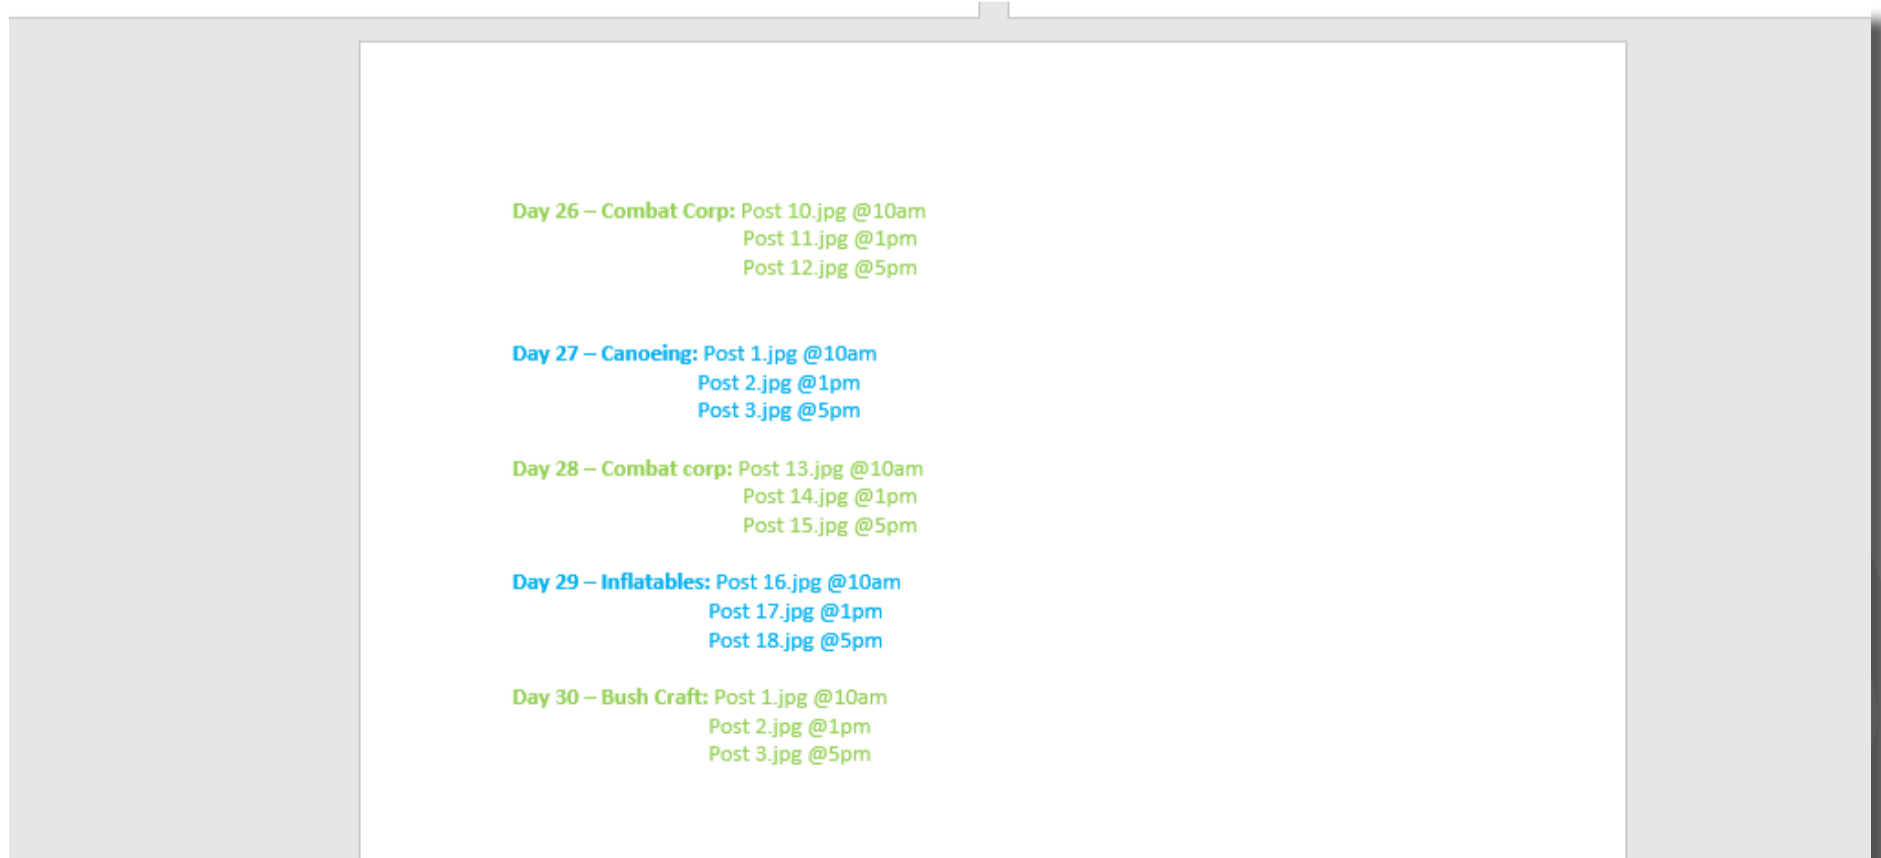 Day 26 – Combat Corp: Post 10.jpg @10am
Post 11.jpg @1pm
Post 12.jpg @5pm
Day 27 – Canoeing: Post 1.jpg @10am
Post 2.jpg @1pm
Post 3.jpg @5pm
Day 28 – Combat corp: Post 13.jpg @10am
Post 14.jpg @1pm
Post 15.jpg @5pm
Day 29 – Inflatables: Post 16.jpg @10am
Post 17.jpg @1pm
Post 18.jpg @5pm
Day 30 – Bush Craft: Post 1.jpg @10am
Post 2.jpg @1pm
Post 3.jpg @5pm